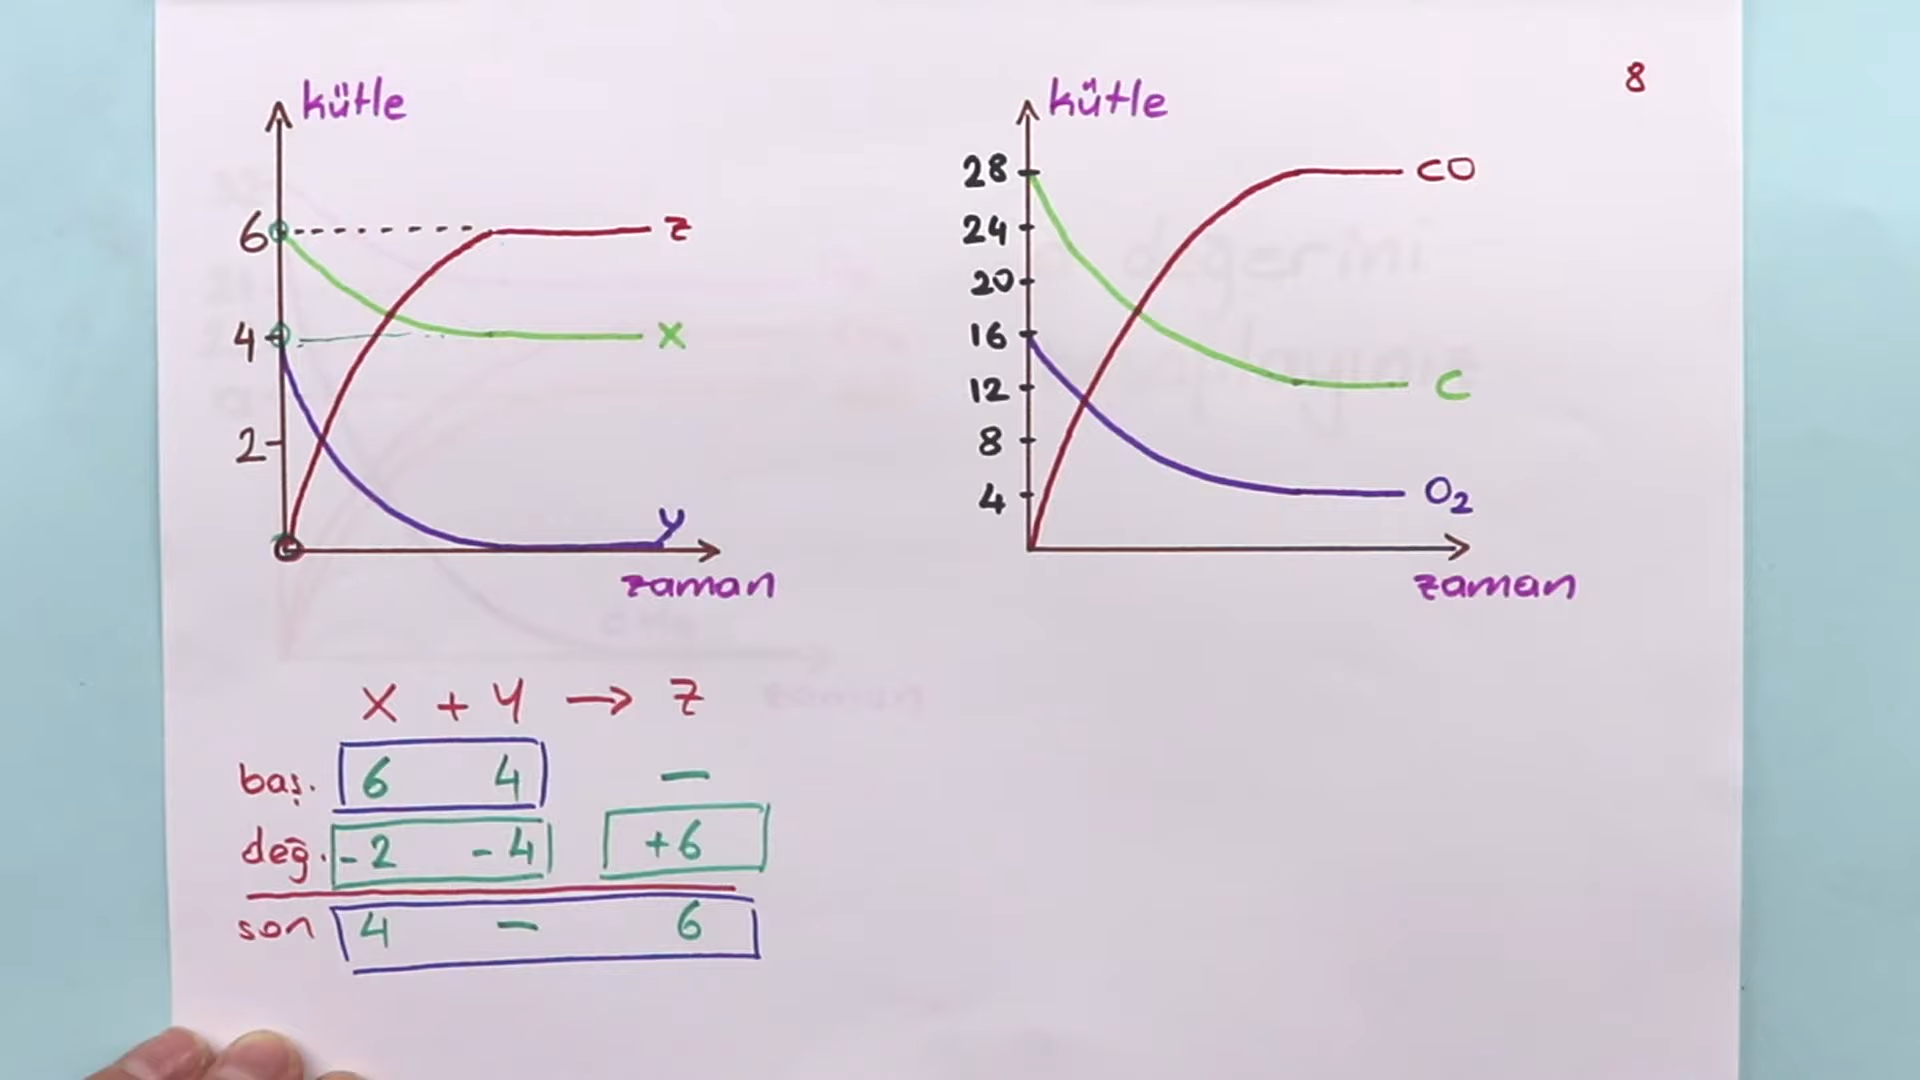 8
kütle
6
4
2
z
x
y
zaman
kütle
28
24
20
16
12
8
4
CO
C
O₂
zaman
X + Y → Z
baş. 6 4 —
değ. -2 -4 +6
son 4 — 6
değerini